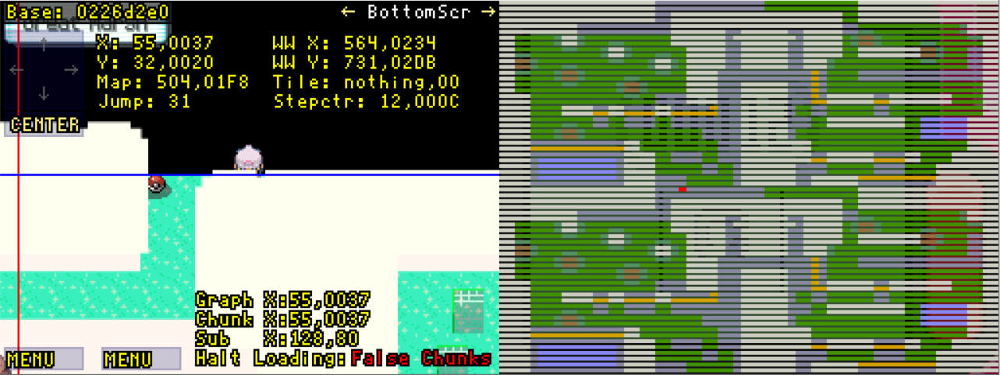 Base: 0226d2e0
← BottomScr →
Great Marsh
X: 55,0037 WW X: 564,0234
Y: 32,0020 WW Y: 731,02DB
Map: 504,01F8 Tile: nothing,00
Jump: 31 Stepctr: 12,000C
CENTER
Graph X:55,0037
Chunk X:55,0037
Sub X:128,80
MENU MENU Halt Loading:False Chunks